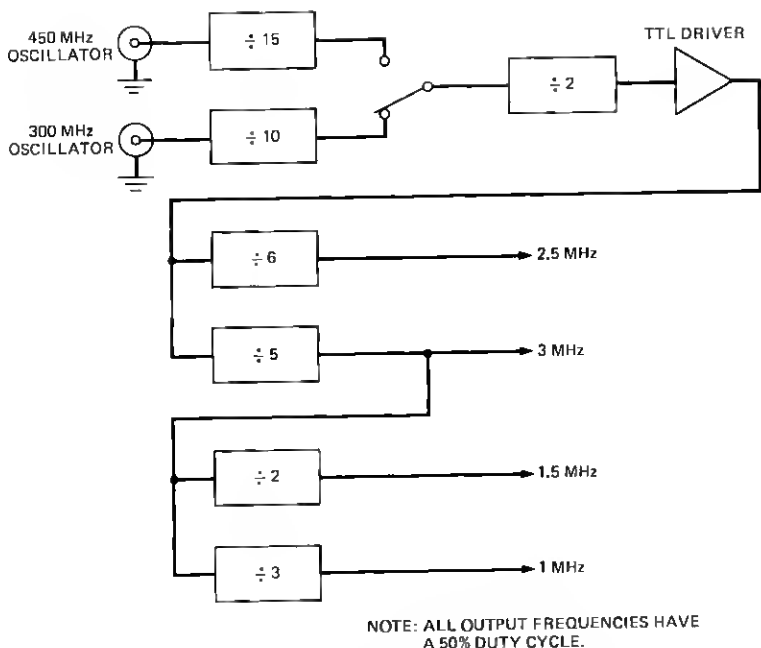 450 MHz
OSCILLATOR
÷ 15
TTL DRIVER
÷ 2
300 MHz
OSCILLATOR
÷ 10
÷ 6
2.5 MHz
÷ 5
3 MHz
÷ 2
1.5 MHz
÷ 3
1 MHz
NOTE: ALL OUTPUT FREQUENCIES HAVE
A 50% DUTY CYCLE.